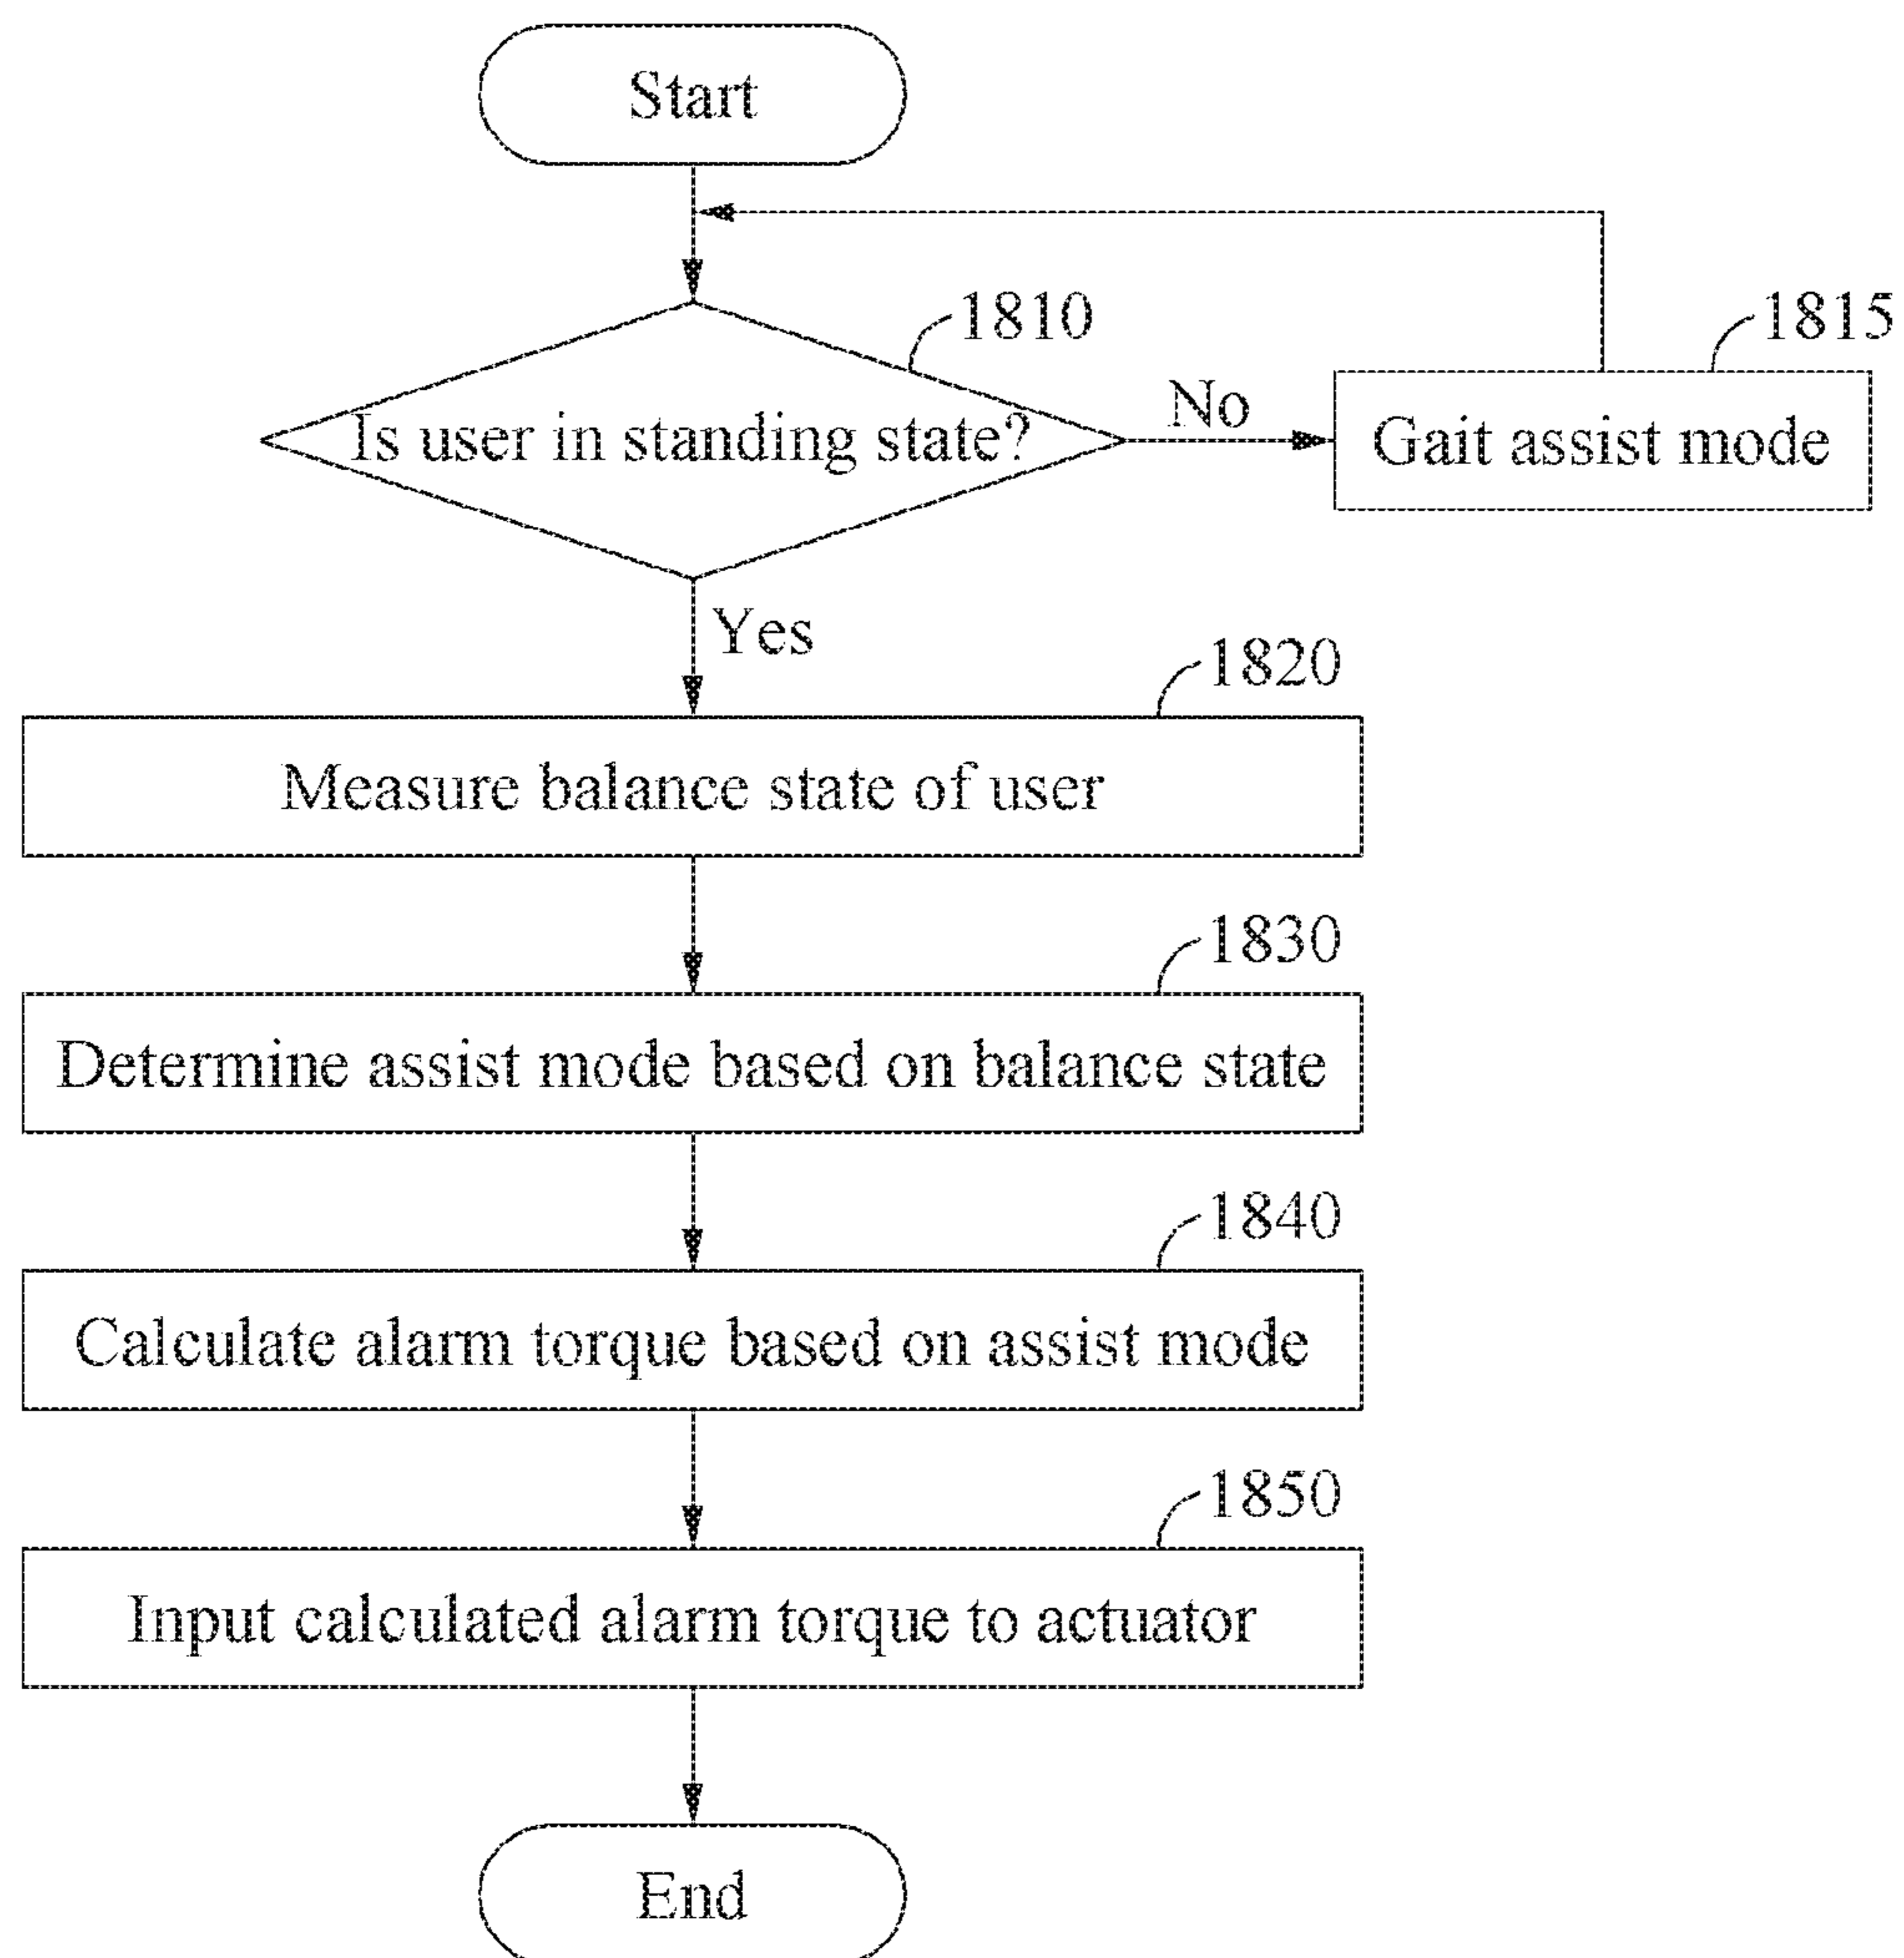 Start
1810
Is user in standing state?
No
1815
Gait assist mode
Yes
1820
Measure balance state of user
1830
Determine assist mode based on balance state
1840
Calculate alarm torque based on assist mode
1850
Input calculated alarm torque to actuator
End